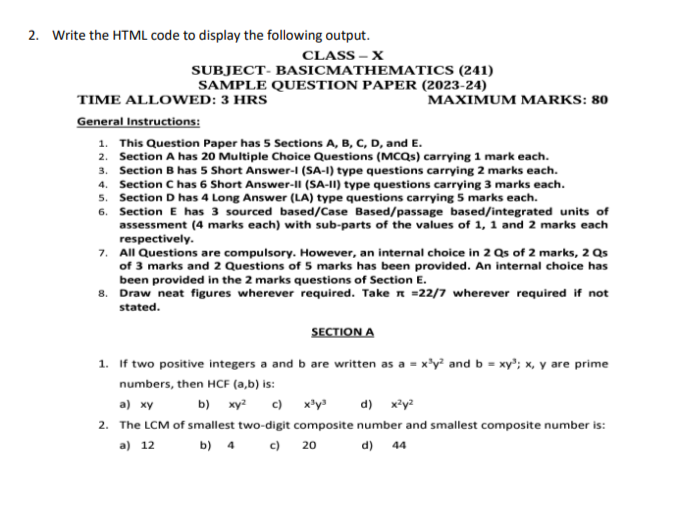 2. Write the HTML code to display the following output.
CLASS – X
SUBJECT- BASICMATHEMATICS (241)
SAMPLE QUESTION PAPER (2023-24)
TIME ALLOWED: 3 HRS MAXIMUM MARKS: 80
General Instructions:
1. This Question Paper has 5 Sections A, B, C, D, and E.
2. Section A has 20 Multiple Choice Questions (MCQs) carrying 1 mark each.
3. Section B has 5 Short Answer-I (SA-I) type questions carrying 2 marks each.
4. Section C has 6 Short Answer-II (SA-II) type questions carrying 3 marks each.
5. Section D has 4 Long Answer (LA) type questions carrying 5 marks each.
6. Section E has 3 sourced based/Case Based/passage based/integrated units of
assessment (4 marks each) with sub-parts of the values of 1, 1 and 2 marks each
respectively.
7. All Questions are compulsory. However, an internal choice in 2 Qs of 2 marks, 2 Qs
of 3 marks and 2 Questions of 5 marks has been provided. An internal choice has
been provided in the 2 marks questions of Section E.
8. Draw neat figures wherever required. Take π =22/7 wherever required if not
stated.
SECTION A
1. If two positive integers a and b are written as a = x³y² and b = xy³; x, y are prime
numbers, then HCF (a,b) is:
a) xy b) xy² c) x³y³ d) x²y²
2. The LCM of smallest two-digit composite number and smallest composite number is:
a) 12 b) 4 c) 20 d) 44